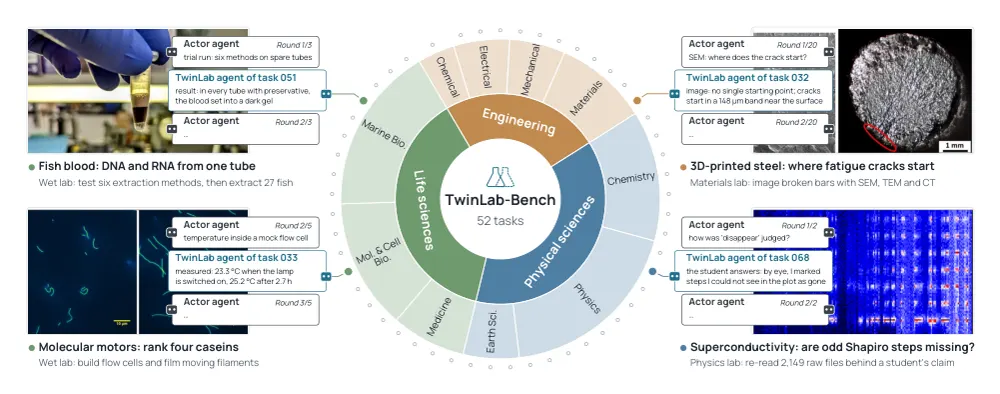 Actor agent Round 1/3
trial run: six methods on spare tubes
TwinLab agent of task 051
result: in every tube with preservative,
the blood set into a dark gel
Actor agent Round 2/3
...
Fish blood: DNA and RNA from one tube
Wet lab: test six extraction methods, then extract 27 fish
Actor agent Round 2/5
temperature inside a mock flow cell
TwinLab agent of task 033
measured: 23.3 °C when the lamp
is switched on, 25.2 °C after 2.7 h
Actor agent Round 3/5
...
10 μm
Molecular motors: rank four caseins
Wet lab: build flow cells and film moving filaments
TwinLab-Bench
52 tasks
Engineering
Physical sciences
Life sciences
Chemical
Electrical
Mechanical
Materials
Chemistry
Physics
Earth Sci.
Medicine
Mol. & Cell
Bio.
Marine Bio.
Actor agent Round 1/20
SEM: where does the crack start?
TwinLab agent of task 032
image: no single starting point; cracks
start in a 148 μm band near the surface
Actor agent Round 2/20
...
1 mm
3D-printed steel: where fatigue cracks start
Materials lab: image broken bars with SEM, TEM and CT
Actor agent Round 1/2
how was 'disappear' judged?
TwinLab agent of task 068
the student answers: by eye, I marked
steps I could not see in the plot as gone
Actor agent Round 2/2
...
Superconductivity: are odd Shapiro steps missing?
Physics lab: re-read 2,149 raw files behind a student's claim